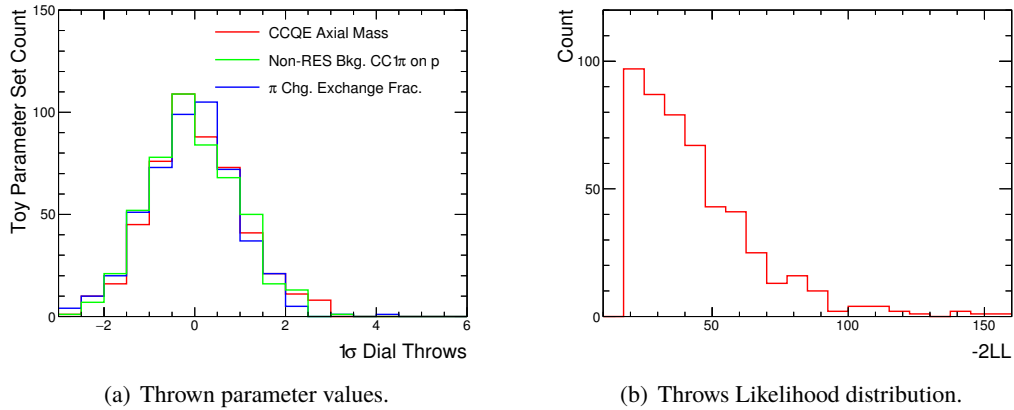 Toy Parameter Set Count
150
100
50
0
CCQE Axial Mass
Non-RES Bkg. CC1π on p
π Chg. Exchange Frac.
−2 0 2 4 6
1σ Dial Throws
Count
100
50
0
50 100 150
-2LL
(a) Thrown parameter values.
(b) Throws Likelihood distribution.